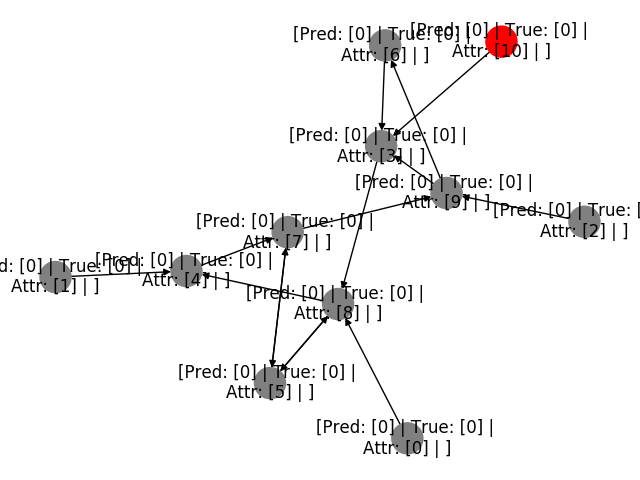 [Pred: [0] | True: [0] |
Attr: [6] | ]
[Pred: [0] | True: [0] |
Attr: [10] | ]
[Pred: [0] | True: [0] |
Attr: [3] | ]
[Pred: [0] | True: [0] |
Attr: [9] | ]
[Pred: [0] | True: [
Attr: [2] | ]
[Pred: [0] | True: [0] |
Attr: [7] | ]
[Pred: [0] | True: [0] |
Attr: [4] | ]
d: [0] | True: [0] |
Attr: [1] | ]
[Pred: [0] | True: [0] |
Attr: [8] | ]
[Pred: [0] | True: [0] |
Attr: [5] | ]
[Pred: [0] | True: [0] |
Attr: [0] | ]